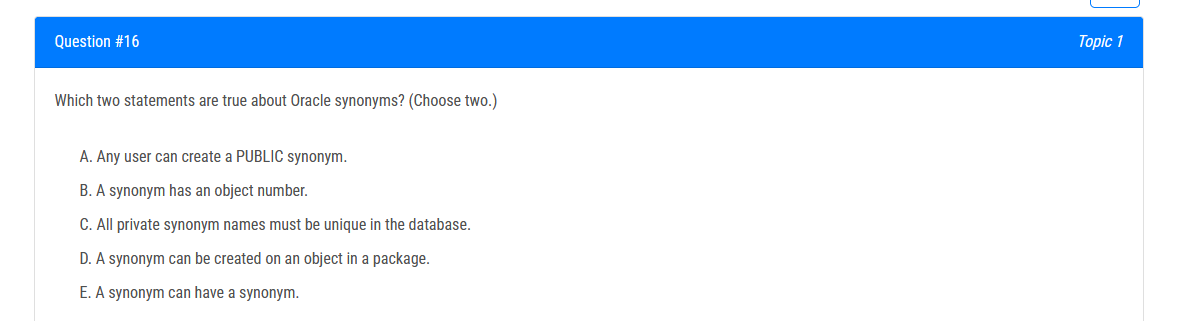 Question #16
Topic 1
Which two statements are true about Oracle synonyms? (Choose two.)
A. Any user can create a PUBLIC synonym.
B. A synonym has an object number.
C. All private synonym names must be unique in the database.
D. A synonym can be created on an object in a package.
E. A synonym can have a synonym.